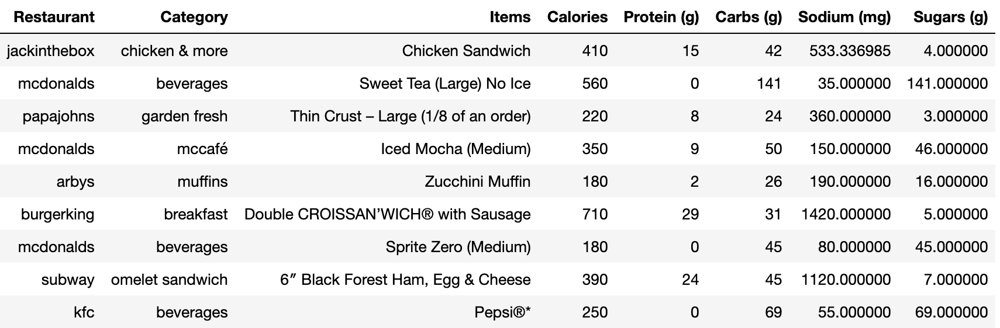 Restaurant Category Items Calories Protein (g) Carbs (g) Sodium (mg) Sugars (g)
jackinthebox chicken & more Chicken Sandwich 410 15 42 533.336985 4.000000
mcdonalds beverages Sweet Tea (Large) No Ice 560 0 141 35.000000 141.000000
papajohns garden fresh Thin Crust – Large (1/8 of an order) 220 8 24 360.000000 3.000000
mcdonalds mccafé Iced Mocha (Medium) 350 9 50 150.000000 46.000000
arbys muffins Zucchini Muffin 180 2 26 190.000000 16.000000
burgerking breakfast Double CROISSAN’WICH® with Sausage 710 29 31 1420.000000 5.000000
mcdonalds beverages Sprite Zero (Medium) 180 0 45 80.000000 45.000000
subway omelet sandwich 6″ Black Forest Ham, Egg & Cheese 390 24 45 1120.000000 7.000000
kfc beverages Pepsi®* 250 0 69 55.000000 69.000000